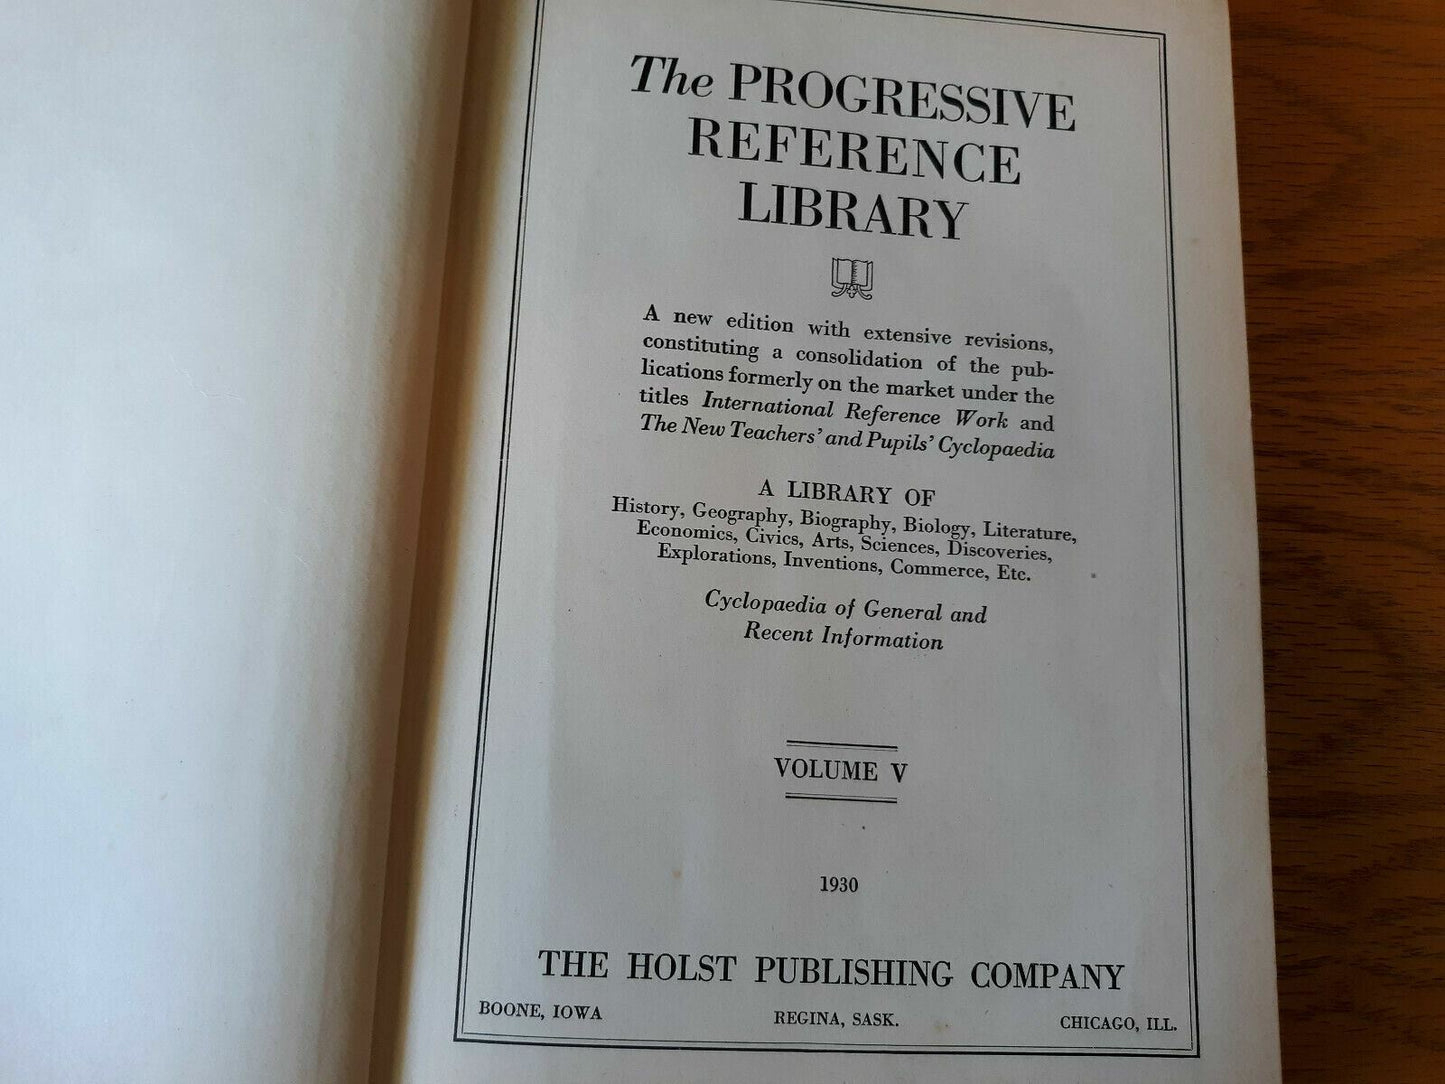 The PROGRESSIVE
REFERENCE
LIBRARY
A new edition with extensive revisions,
constituting a consolidation of the pub-
lications formerly on the market under the
titles International Reference Work and
The New Teachers' and Pupils' Cyclopaedia
A LIBRARY OF
History, Geography, Biography, Biology, Literature,
Economics, Civics, Arts, Sciences, Discoveries,
Explorations, Inventions, Commerce, Etc.
Cyclopaedia of General and
Recent Information
VOLUME V
1930
THE HOLST PUBLISHING COMPANY
BOONE, IOWA REGINA, SASK. CHICAGO, ILL.